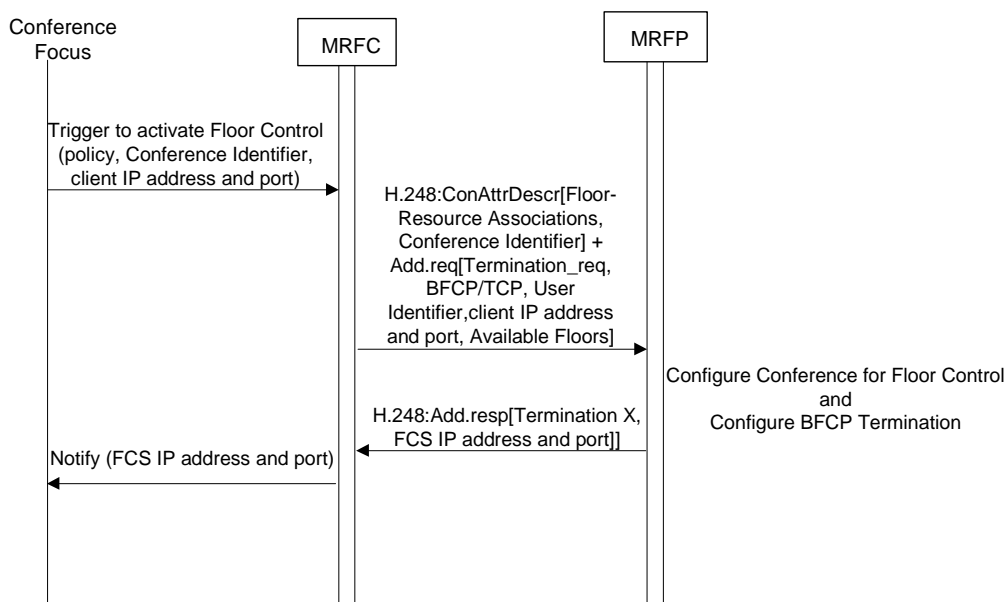 Conference
Focus
MRFC
MRFP
Trigger to activate Floor Control
(policy, Conference Identifier,
client IP address and port)
H.248:ConAttrDescr[Floor-
Resource Associations,
Conference Identifier] +
Add.req[Termination_req,
BFCP/TCP, User
Identifier,client IP address
and port, Available Floors]
Configure Conference for Floor Control
and
Configure BFCP Termination
H.248:Add.resp[Termination X,
FCS IP address and port]]
Notify (FCS IP address and port)